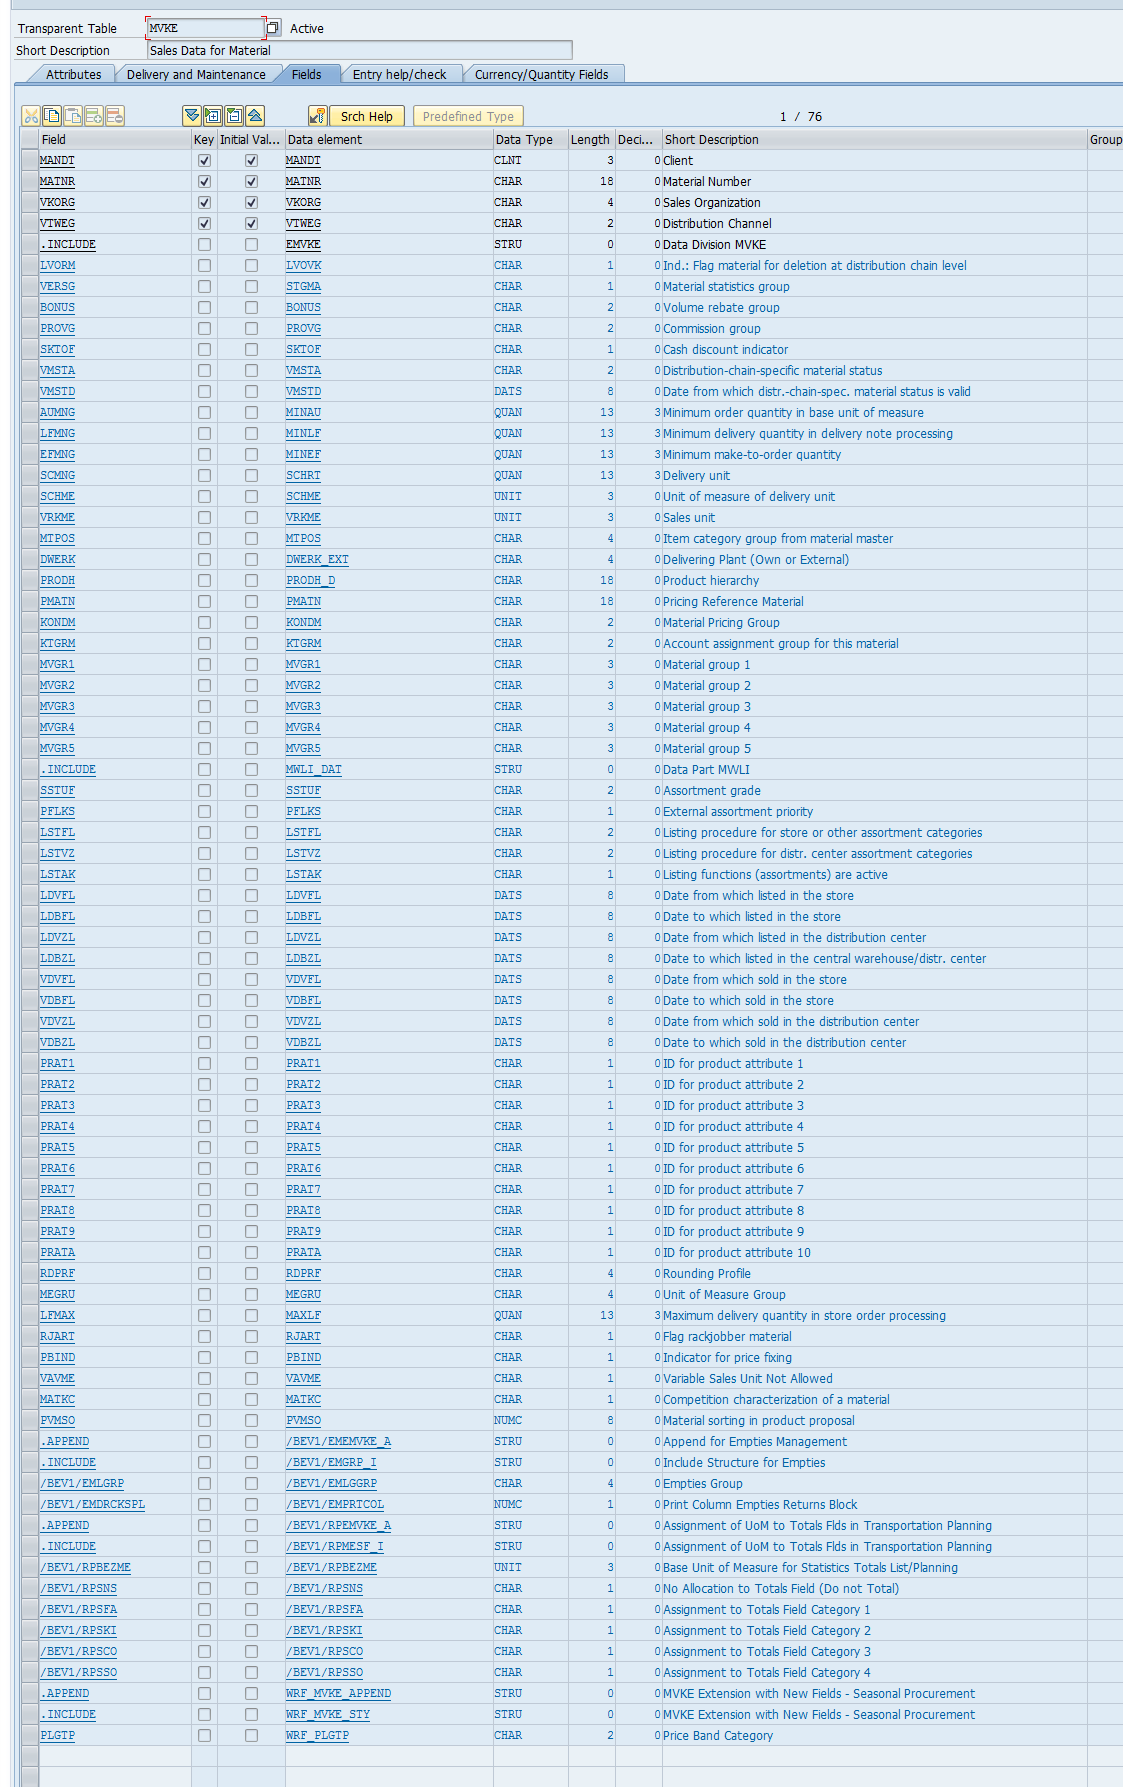 Transparent Table MVKE Active
Short Description Sales Data for Material
Attributes Delivery and Maintenance Fields Entry help/check Currency/Quantity Fields
Srch Help Predefined Type 1 / 76
Field Key Initial Val... Data element Data Type Length Deci... Short Description Group
MANDT MANDT CLNT 3 0 Client
MATNR MATNR CHAR 18 0 Material Number
VKORG VKORG CHAR 4 0 Sales Organization
VTWEG VTWEG CHAR 2 0 Distribution Channel
.INCLUDE EMVKE STRU 0 0 Data Division MVKE
LVORM LVOVK CHAR 1 0 Ind.: Flag material for deletion at distribution chain level
VERSG STGMA CHAR 1 0 Material statistics group
BONUS BONUS CHAR 2 0 Volume rebate group
PROVG PROVG CHAR 2 0 Commission group
SKTOF SKTOF CHAR 1 0 Cash discount indicator
VMSTA VMSTA CHAR 2 0 Distribution-chain-specific material status
VMSTD VMSTD DATS 8 0 Date from which distr.-chain-spec. material status is valid
AUMNG MINAU QUAN 13 3 Minimum order quantity in base unit of measure
LFMNG MINLF QUAN 13 3 Minimum delivery quantity in delivery note processing
EFMNG MINEF QUAN 13 3 Minimum make-to-order quantity
SCMNG SCHRT QUAN 13 3 Delivery unit
SCHME SCHME UNIT 3 0 Unit of measure of delivery unit
VRKME VRKME UNIT 3 0 Sales unit
MTPOS MTPOS CHAR 4 0 Item category group from material master
DWERK DWERK_EXT CHAR 4 0 Delivering Plant (Own or External)
PRODH PRODH_D CHAR 18 0 Product hierarchy
PMATN PMATN CHAR 18 0 Pricing Reference Material
KONDM KONDM CHAR 2 0 Material Pricing Group
KTGRM KTGRM CHAR 2 0 Account assignment group for this material
MVGR1 MVGR1 CHAR 3 0 Material group 1
MVGR2 MVGR2 CHAR 3 0 Material group 2
MVGR3 MVGR3 CHAR 3 0 Material group 3
MVGR4 MVGR4 CHAR 3 0 Material group 4
MVGR5 MVGR5 CHAR 3 0 Material group 5
.INCLUDE MWLI_DAT STRU 0 0 Data Part MWLI
SSTUF SSTUF CHAR 2 0 Assortment grade
PFLKS PFLKS CHAR 1 0 External assortment priority
LSTFL LSTFL CHAR 2 0 Listing procedure for store or other assortment categories
LSTVZ LSTVZ CHAR 2 0 Listing procedure for distr. center assortment categories
LSTAK LSTAK CHAR 1 0 Listing functions (assortments) are active
LDVFL LDVFL DATS 8 0 Date from which listed in the store
LDBFL LDBFL DATS 8 0 Date to which listed in the store
LDVZL LDVZL DATS 8 0 Date from which listed in the distribution center
LDBZL LDBZL DATS 8 0 Date to which listed in the central warehouse/distr. center
VDVFL VDVFL DATS 8 0 Date from which sold in the store
VDBFL VDBFL DATS 8 0 Date to which sold in the store
VDVZL VDVZL DATS 8 0 Date from which sold in the distribution center
VDBZL VDBZL DATS 8 0 Date to which sold in the distribution center
PRAT1 PRAT1 CHAR 1 0 ID for product attribute 1
PRAT2 PRAT2 CHAR 1 0 ID for product attribute 2
PRAT3 PRAT3 CHAR 1 0 ID for product attribute 3
PRAT4 PRAT4 CHAR 1 0 ID for product attribute 4
PRAT5 PRAT5 CHAR 1 0 ID for product attribute 5
PRAT6 PRAT6 CHAR 1 0 ID for product attribute 6
PRAT7 PRAT7 CHAR 1 0 ID for product attribute 7
PRAT8 PRAT8 CHAR 1 0 ID for product attribute 8
PRAT9 PRAT9 CHAR 1 0 ID for product attribute 9
PRATA PRATA CHAR 1 0 ID for product attribute 10
RDPRF RDPRF CHAR 4 0 Rounding Profile
MEGRU MEGRU CHAR 4 0 Unit of Measure Group
LFMAX MAXLF QUAN 13 3 Maximum delivery quantity in store order processing
RJART RJART CHAR 1 0 Flag rackjobber material
PBIND PBIND CHAR 1 0 Indicator for price fixing
VAVME VAVME CHAR 1 0 Variable Sales Unit Not Allowed
MATKC MATKC CHAR 1 0 Competition characterization of a material
PVMSO PVMSO NUMC 8 0 Material sorting in product proposal
.APPEND /BEV1/EMEMVKE_A STRU 0 0 Append for Empties Management
.INCLUDE /BEV1/EMGRP_I STRU 0 0 Include Structure for Empties
/BEV1/EMLGRP /BEV1/EMLGGRP CHAR 4 0 Empties Group
/BEV1/EMDRCKSPL /BEV1/EMPRTCOL NUMC 1 0 Print Column Empties Returns Block
.APPEND /BEV1/RPEMVKE_A STRU 0 0 Assignment of UoM to Totals Flds in Transportation Planning
.INCLUDE /BEV1/RPMESF_I STRU 0 0 Assignment of UoM to Totals Flds in Transportation Planning
/BEV1/RPBEZME /BEV1/RPBEZME UNIT 3 0 Base Unit of Measure for Statistics Totals List/Planning
/BEV1/RPSNS /BEV1/RPSNS CHAR 1 0 No Allocation to Totals Field (Do not Total)
/BEV1/RPSFA /BEV1/RPSFA CHAR 1 0 Assignment to Totals Field Category 1
/BEV1/RPSKI /BEV1/RPSKI CHAR 1 0 Assignment to Totals Field Category 2
/BEV1/RPSCO /BEV1/RPSCO CHAR 1 0 Assignment to Totals Field Category 3
/BEV1/RPSSO /BEV1/RPSSO CHAR 1 0 Assignment to Totals Field Category 4
.APPEND WRF_MVKE_APPEND STRU 0 0 MVKE Extension with New Fields - Seasonal Procurement
.INCLUDE WRF_MVKE_STY STRU 0 0 MVKE Extension with New Fields - Seasonal Procurement
PLGTP WRF_PLGTP CHAR 2 0 Price Band Category